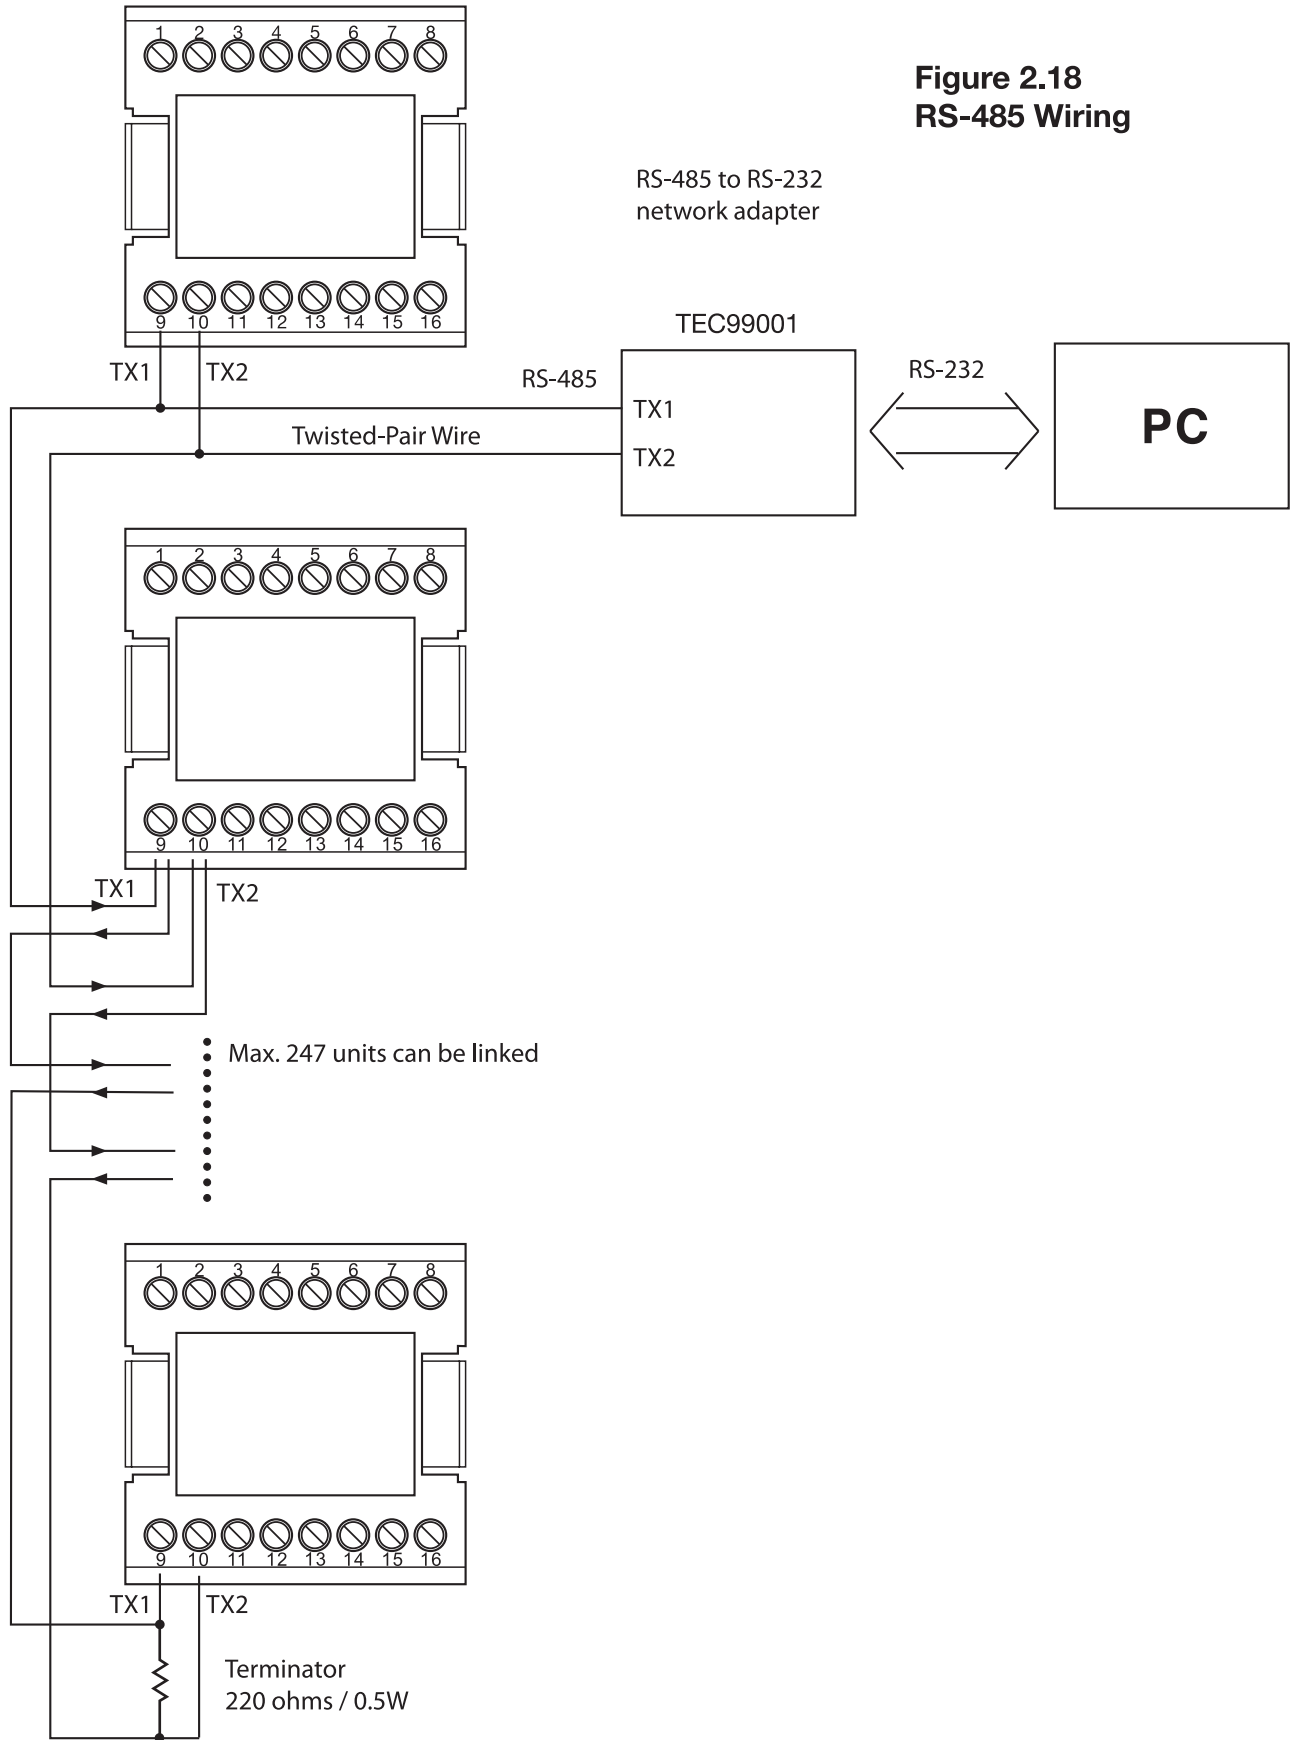 1 2 3 4 5 6 7 8
Figure 2.18
RS-485 Wiring
RS-485 to RS-232
network adapter
9 10 11 12 13 14 15 16
TEC99001
TX1 TX2
RS-485
RS-232
TX1
PC
Twisted-Pair Wire
TX2
1 2 3 4 5 6 7 8
9 10 11 12 13 14 15 16
TX1 TX2
Max. 247 units can be linked
1 2 3 4 5 6 7 8
9 10 11 12 13 14 15 16
TX1 TX2
Terminator
220 ohms / 0.5W